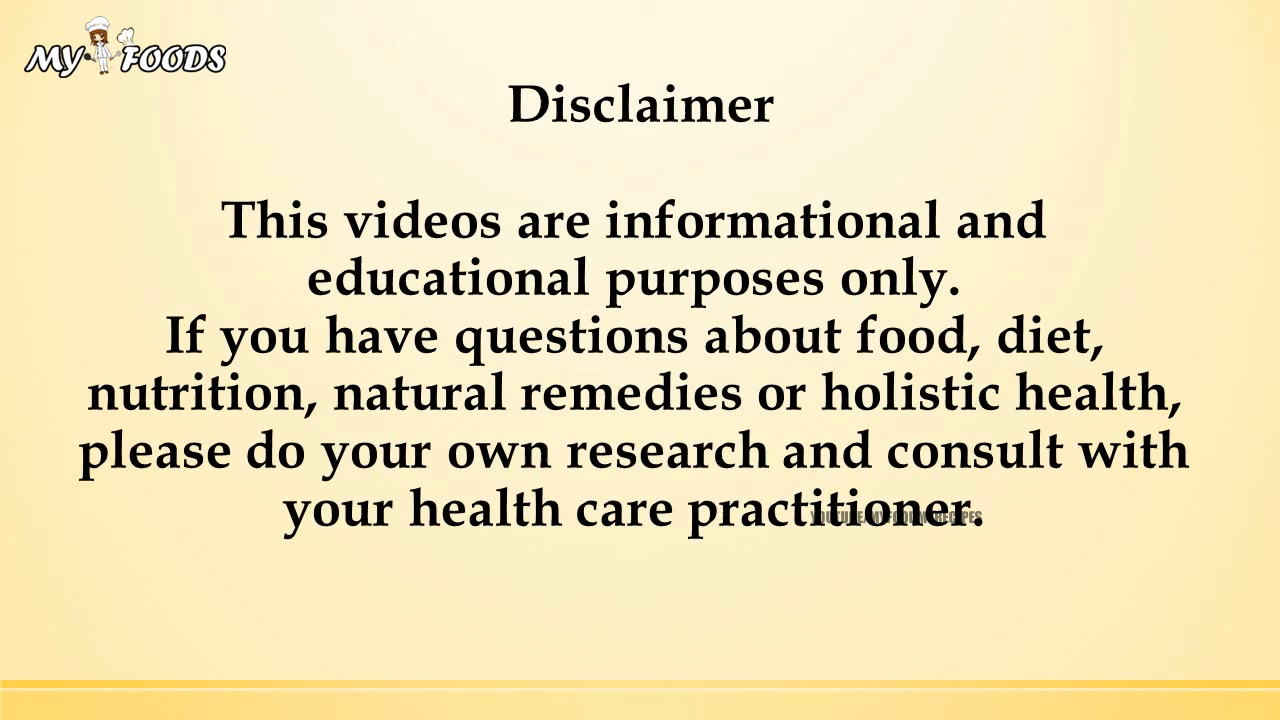 MY FOODS
Disclaimer
This videos are informational and
educational purposes only.
If you have questions about food, diet,
nutrition, natural remedies or holistic health,
please do your own research and consult with
your health care practitioner.